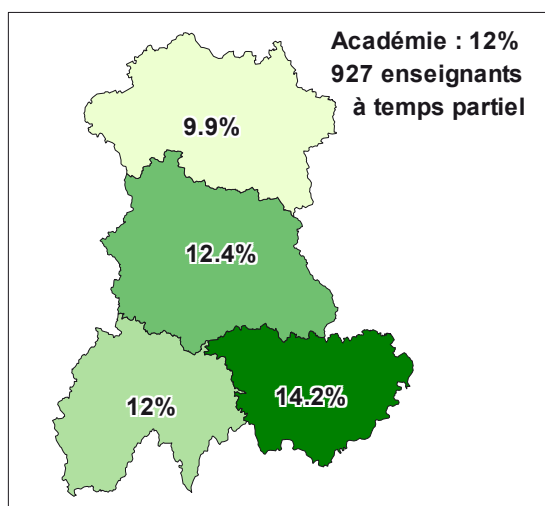 Académie : 12%
927 enseignants
à temps partiel
9.9%
12.4%
12%
14.2%